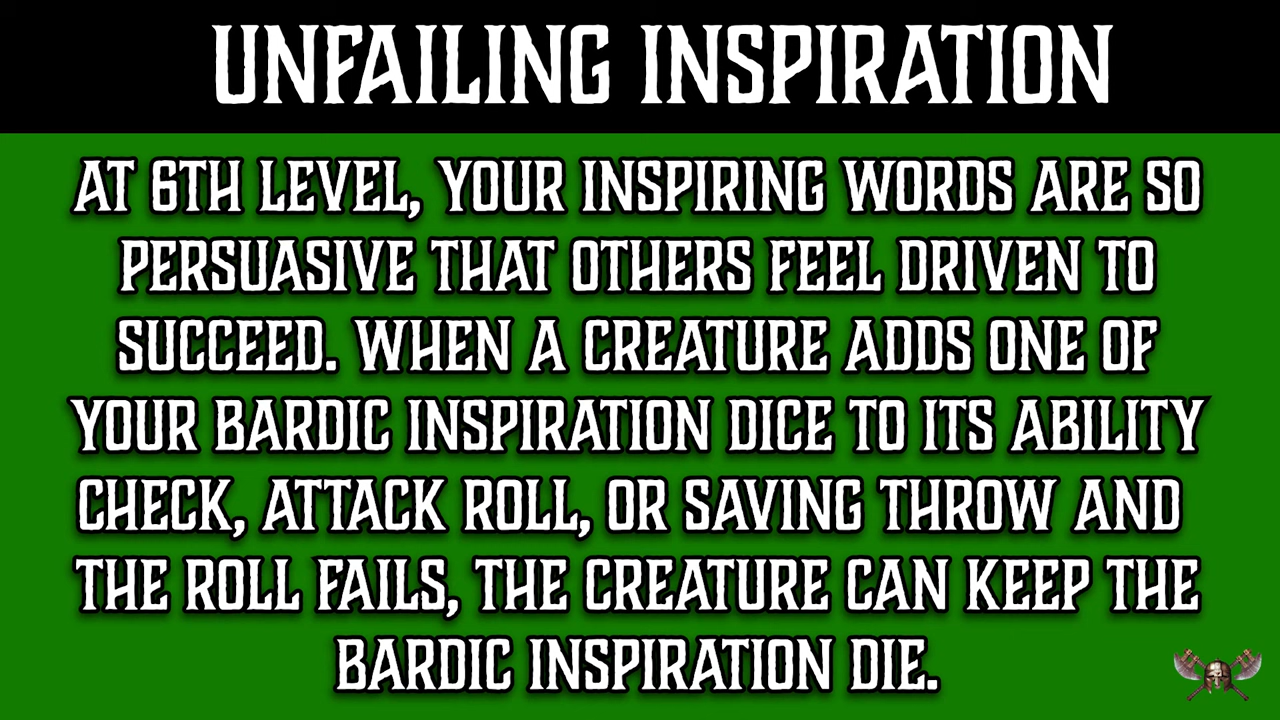 UNFAILING INSPIRATION
AT 6TH LEVEL, YOUR INSPIRING WORDS ARE SO
PERSUASIVE THAT OTHERS FEEL DRIVEN TO
SUCCEED. WHEN A CREATURE ADDS ONE OF
YOUR BARDIC INSPIRATION DICE TO ITS ABILITY
CHECK, ATTACK ROLL, OR SAVING THROW AND
THE ROLL FAILS, THE CREATURE CAN KEEP THE
BARDIC INSPIRATION DIE.